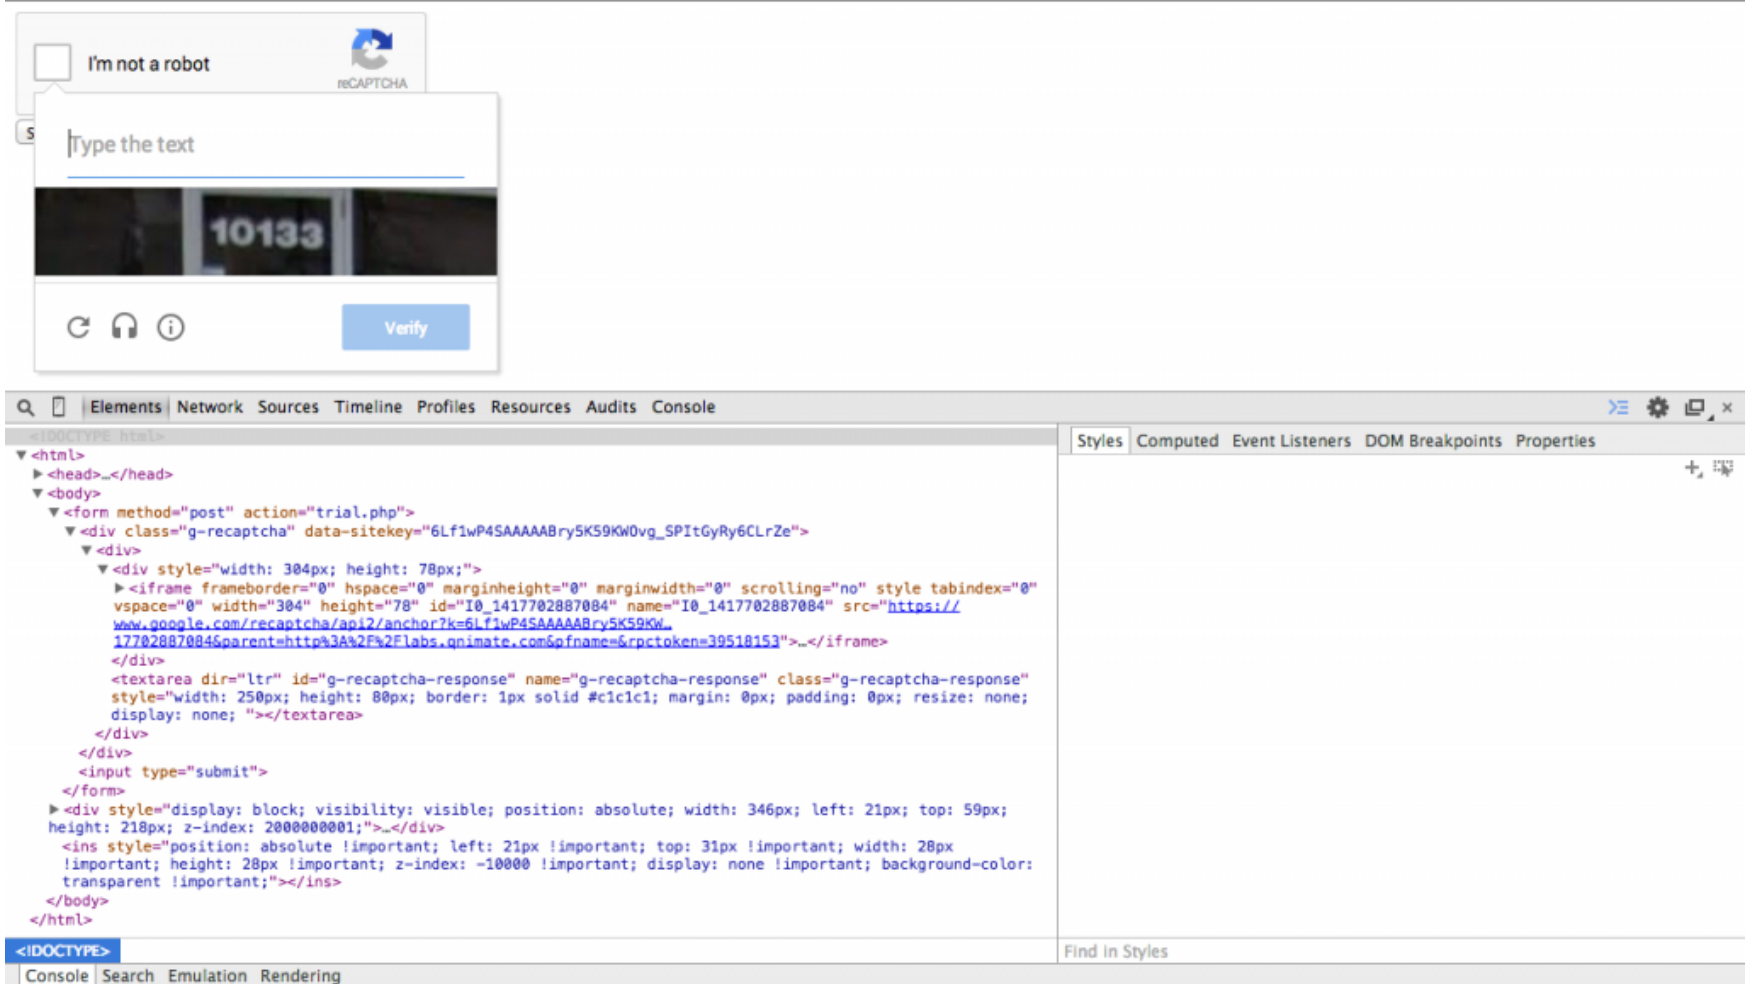 I'm not a robot
reCAPTCHA
S
Type the text
10133
Verify
Elements Network Sources Timeline Profiles Resources Audits Console
<!DOCTYPE html>
▼<html>
▶<head>…</head>
▼<body>
▼<form method="post" action="trial.php">
▼<div class="g-recaptcha" data-sitekey="6Lf1wP4SAAAAABry5K59KWOvg_SPItGyRy6CLrZe">
▼<div>
▼<div style="width: 304px; height: 78px;">
▶<iframe frameborder="0" hspace="0" marginheight="0" marginwidth="0" scrolling="no" style tabindex="0"
vspace="0" width="304" height="78" id="I0_1417702887084" name="I0_1417702887084" src="https://
www.google.com/recaptcha/api2/anchor?k=6Lf1wP4SAAAAABry5K59KW…
17702887084&parent=http%3A%2F%2Flabs.qnimate.com&pfname=&rpctoken=39518153">…</iframe>
</div>
<textarea dir="ltr" id="g-recaptcha-response" name="g-recaptcha-response" class="g-recaptcha-response"
style="width: 250px; height: 80px; border: 1px solid #c1c1c1; margin: 0px; padding: 0px; resize: none;
display: none; "></textarea>
</div>
</div>
<input type="submit">
</form>
▶<div style="display: block; visibility: visible; position: absolute; width: 346px; left: 21px; top: 59px;
height: 218px; z-index: 2000000001;">…</div>
<ins style="position: absolute !important; left: 21px !important; top: 31px !important; width: 28px
!important; height: 28px !important; z-index: -10000 !important; display: none !important; background-color:
transparent !important;"></ins>
</body>
</html>
<!DOCTYPE>
Console Search Emulation Rendering
Styles Computed Event Listeners DOM Breakpoints Properties
Find in Styles